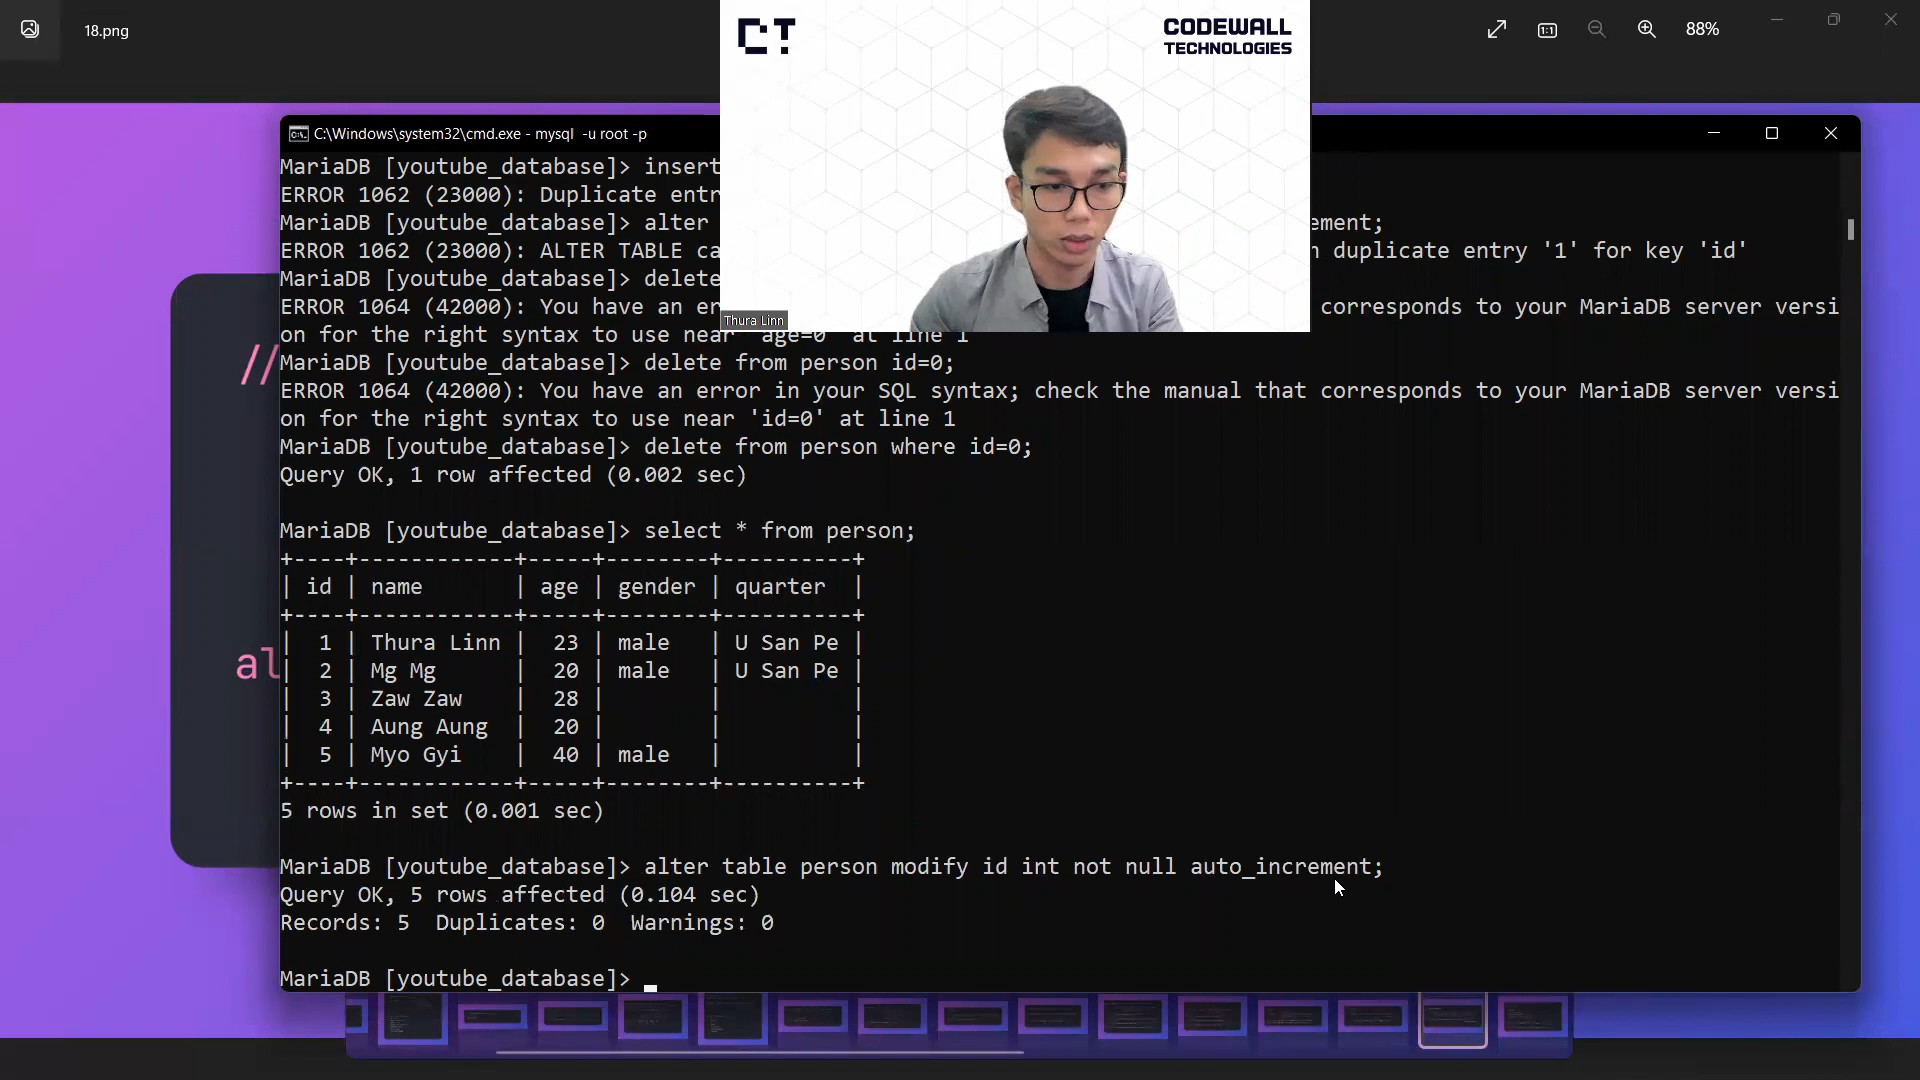 18.png
88%
CT
CODEWALL
TECHNOLOGIES
C:\Windows\system32\cmd.exe - mysql -u root -p
MariaDB [youtube_database]> insert
ERROR 1062 (23000): Duplicate entr
MariaDB [youtube_database]> alter ement;
ERROR 1062 (23000): ALTER TABLE ca duplicate entry '1' for key 'id'
MariaDB [youtube_database]> delete
ERROR 1064 (42000): You have an er corresponds to your MariaDB server versi
on for the right syntax to use near 'age=0' at line 1
Thura Linn
MariaDB [youtube_database]> delete from person id=0;
ERROR 1064 (42000): You have an error in your SQL syntax; check the manual that corresponds to your MariaDB server versi
on for the right syntax to use near 'id=0' at line 1
MariaDB [youtube_database]> delete from person where id=0;
Query OK, 1 row affected (0.002 sec)
MariaDB [youtube_database]> select * from person;
+----+------------+-----+--------+----------+
| id | name | age | gender | quarter |
+----+------------+-----+--------+----------+
| 1 | Thura Linn | 23 | male | U San Pe |
| 2 | Mg Mg | 20 | male | U San Pe |
| 3 | Zaw Zaw | 28 | | |
| 4 | Aung Aung | 20 | | |
| 5 | Myo Gyi | 40 | male | |
+----+------------+-----+--------+----------+
5 rows in set (0.001 sec)
MariaDB [youtube_database]> alter table person modify id int not null auto_increment;
Query OK, 5 rows affected (0.104 sec)
Records: 5 Duplicates: 0 Warnings: 0
MariaDB [youtube_database]>
//
al